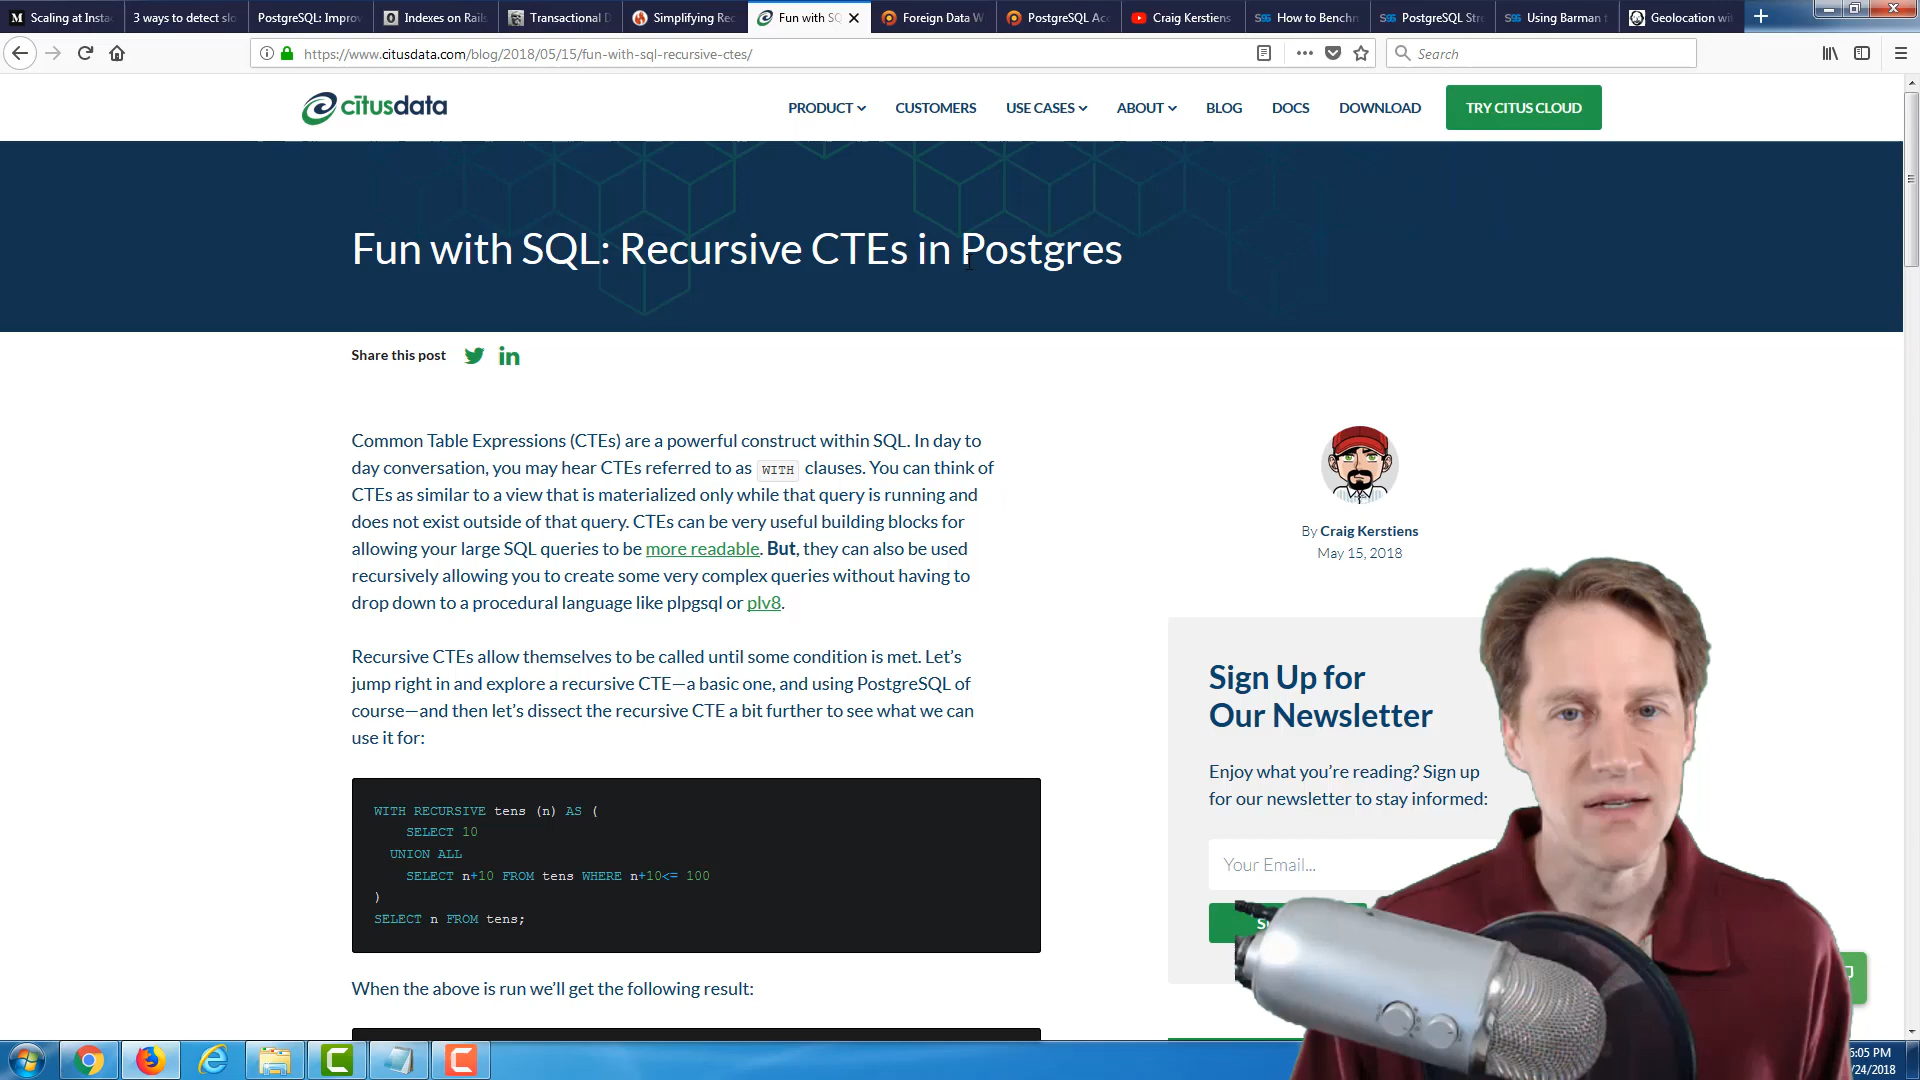 Scaling at Insta
3 ways to detect slo
PostgreSQL: Improv
Indexes on Rails
Transactional D
Simplifying Rec
Fun with SQ
Foreign Data W
PostgreSQL Acc
Craig Kerstiens
How to Benchm
PostgreSQL Stre
Using Barman t
Geolocation wi
https://www.citusdata.com/blog/2018/05/15/fun-with-sql-recursive-ctes/
Search
citusdata
PRODUCT
CUSTOMERS
USE CASES
ABOUT
BLOG
DOCS
DOWNLOAD
TRY CITUS CLOUD
Fun with SQL: Recursive CTEs in Postgres
Share this post
Common Table Expressions (CTEs) are a powerful construct within SQL. In day to
day conversation, you may hear CTEs referred to as WITH clauses. You can think of
CTEs as similar to a view that is materialized only while that query is running and
does not exist outside of that query. CTEs can be very useful building blocks for
allowing your large SQL queries to be more readable. But, they can also be used
recursively allowing you to create some very complex queries without having to
drop down to a procedural language like plpgsql or plv8.
Recursive CTEs allow themselves to be called until some condition is met. Let's
jump right in and explore a recursive CTE—a basic one, and using PostgreSQL of
course—and then let's dissect the recursive CTE a bit further to see what we can
use it for:
WITH RECURSIVE tens (n) AS (
SELECT 10
UNION ALL
SELECT n+10 FROM tens WHERE n+10<= 100
)
SELECT n FROM tens;
When the above is run we'll get the following result:
By Craig Kerstiens
May 15, 2018
Sign Up for
Our Newsletter
Enjoy what you're reading? Sign up
for our newsletter to stay informed:
Your Email...
6:05 PM
/24/2018